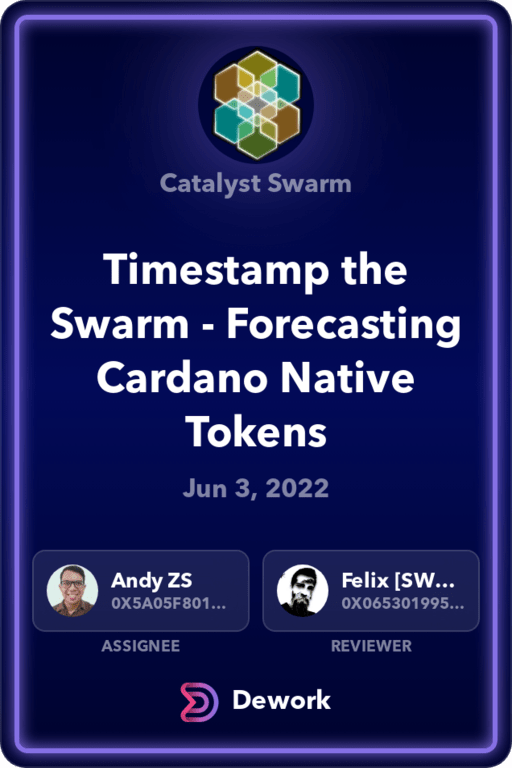 Catalyst Swarm
Timestamp the
Swarm - Forecasting
Cardano Native
Tokens
Jun 3, 2022
Andy ZS
0X5A05F801...
ASSIGNEE
Felix [SW...
0X065301995...
REVIEWER
Dework